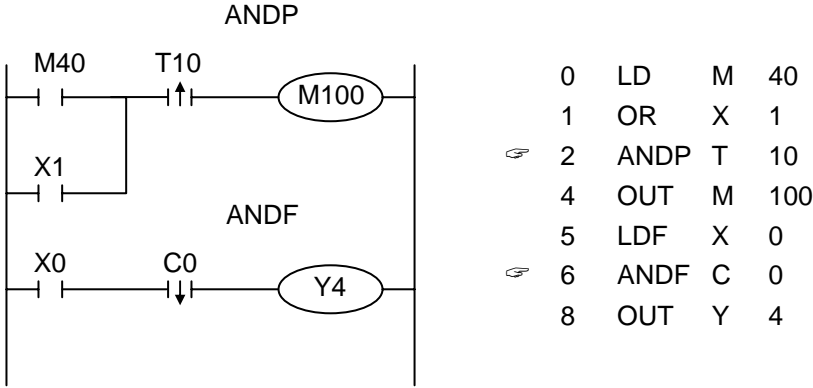 ANDP
M40 T10
M100
X1
ANDF
X0 C0
Y4
0 LD M 40
1 OR X 1
☞ 2 ANDP T 10
4 OUT M 100
5 LDF X 0
☞ 6 ANDF C 0
8 OUT Y 4